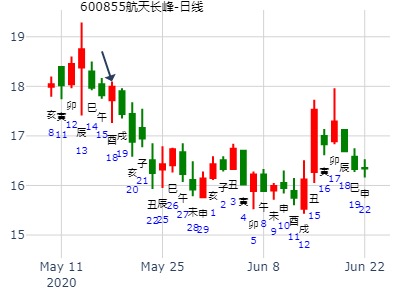 600855航天长峰-日线
19
18
17
16
15
亥 8
寅 11
卯 12
辰 13
巳 14
午 15
酉 18
戌 19
亥 20
子 21
丑 22
辰 25
巳 26
午 27
未 28
申 29
亥 1
子 2
丑 3
寅 4
卯 5
午 8
未 9
申 10
酉 11
戌 12
丑 15
寅 16
卯 17
辰 18
巳 19
申 22
May 11 May 25 Jun 8 Jun 22
2020